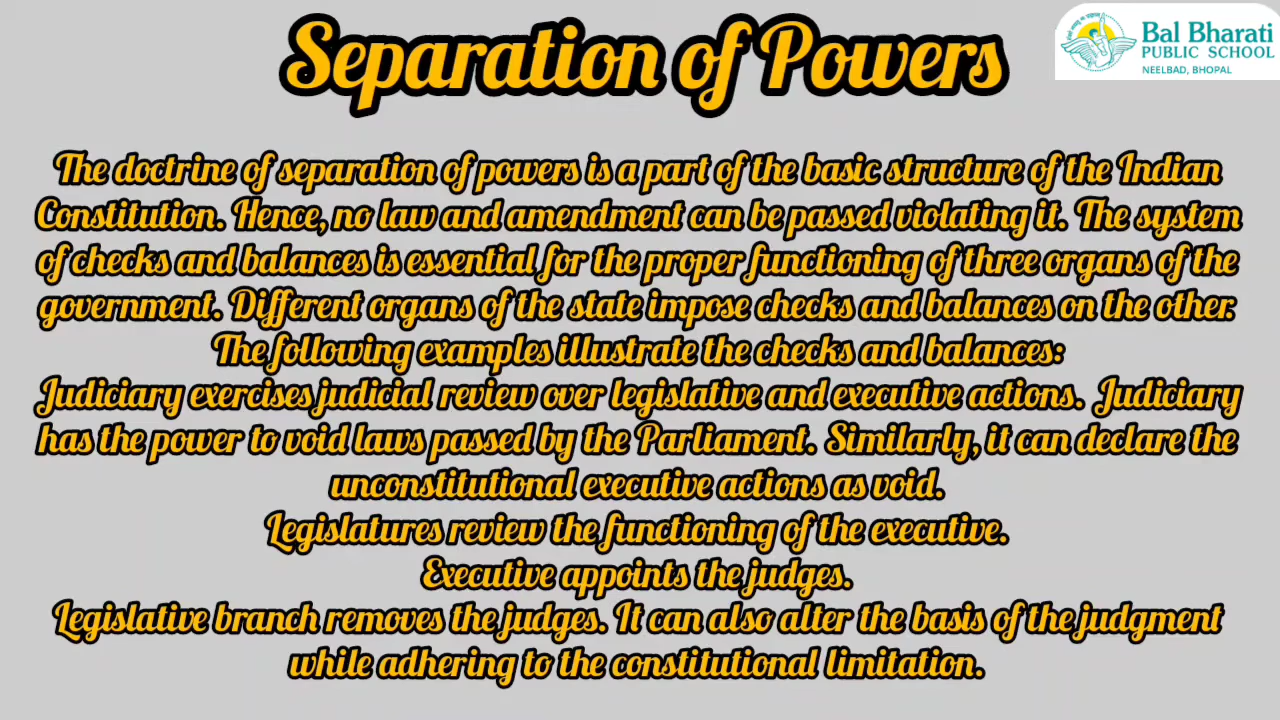 Separation of Powers
Bal Bharati
PUBLIC SCHOOL
NEELBAD, BHOPAL
The doctrine of separation of powers is a part of the basic structure of the Indian
Constitution. Hence, no law and amendment can be passed violating it. The system
of checks and balances is essential for the proper functioning of three organs of the
government. Different organs of the state impose checks and balances on the other.
The following examples illustrate the checks and balances:
Judiciary exercises judicial review over legislative and executive actions. Judiciary
has the power to void laws passed by the Parliament. Similarly, it can declare the
unconstitutional executive actions as void.
Legislatures review the functioning of the executive.
Executive appoints the judges.
Legislative branch removes the judges. It can also alter the basis of the judgment
while adhering to the constitutional limitation.